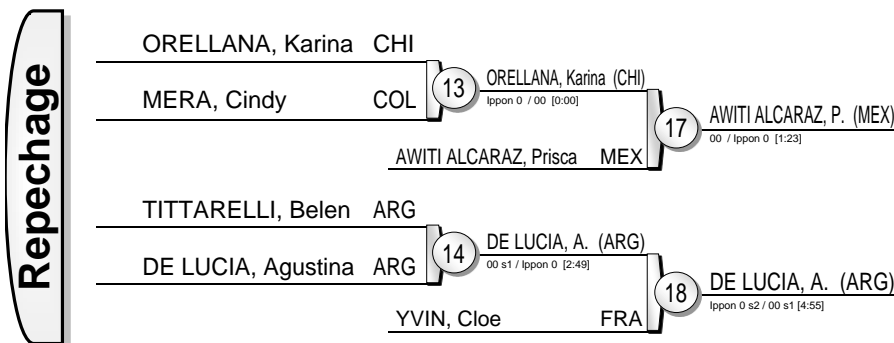 Repechage
ORELLANA, Karina CHI
MERA, Cindy COL
13
ORELLANA, Karina (CHI)
Ippon 0 / 00 [0:00]
AWITI ALCARAZ, Prisca MEX
17
AWITI ALCARAZ, P. (MEX)
00 / Ippon 0 [1:23]
TITTARELLI, Belen ARG
DE LUCIA, Agustina ARG
14
DE LUCIA, A. (ARG)
00 s1 / Ippon 0 [2:49]
YVIN, Cloe FRA
18
DE LUCIA, A. (ARG)
Ippon 0 s2 / 00 s1 [4:55]